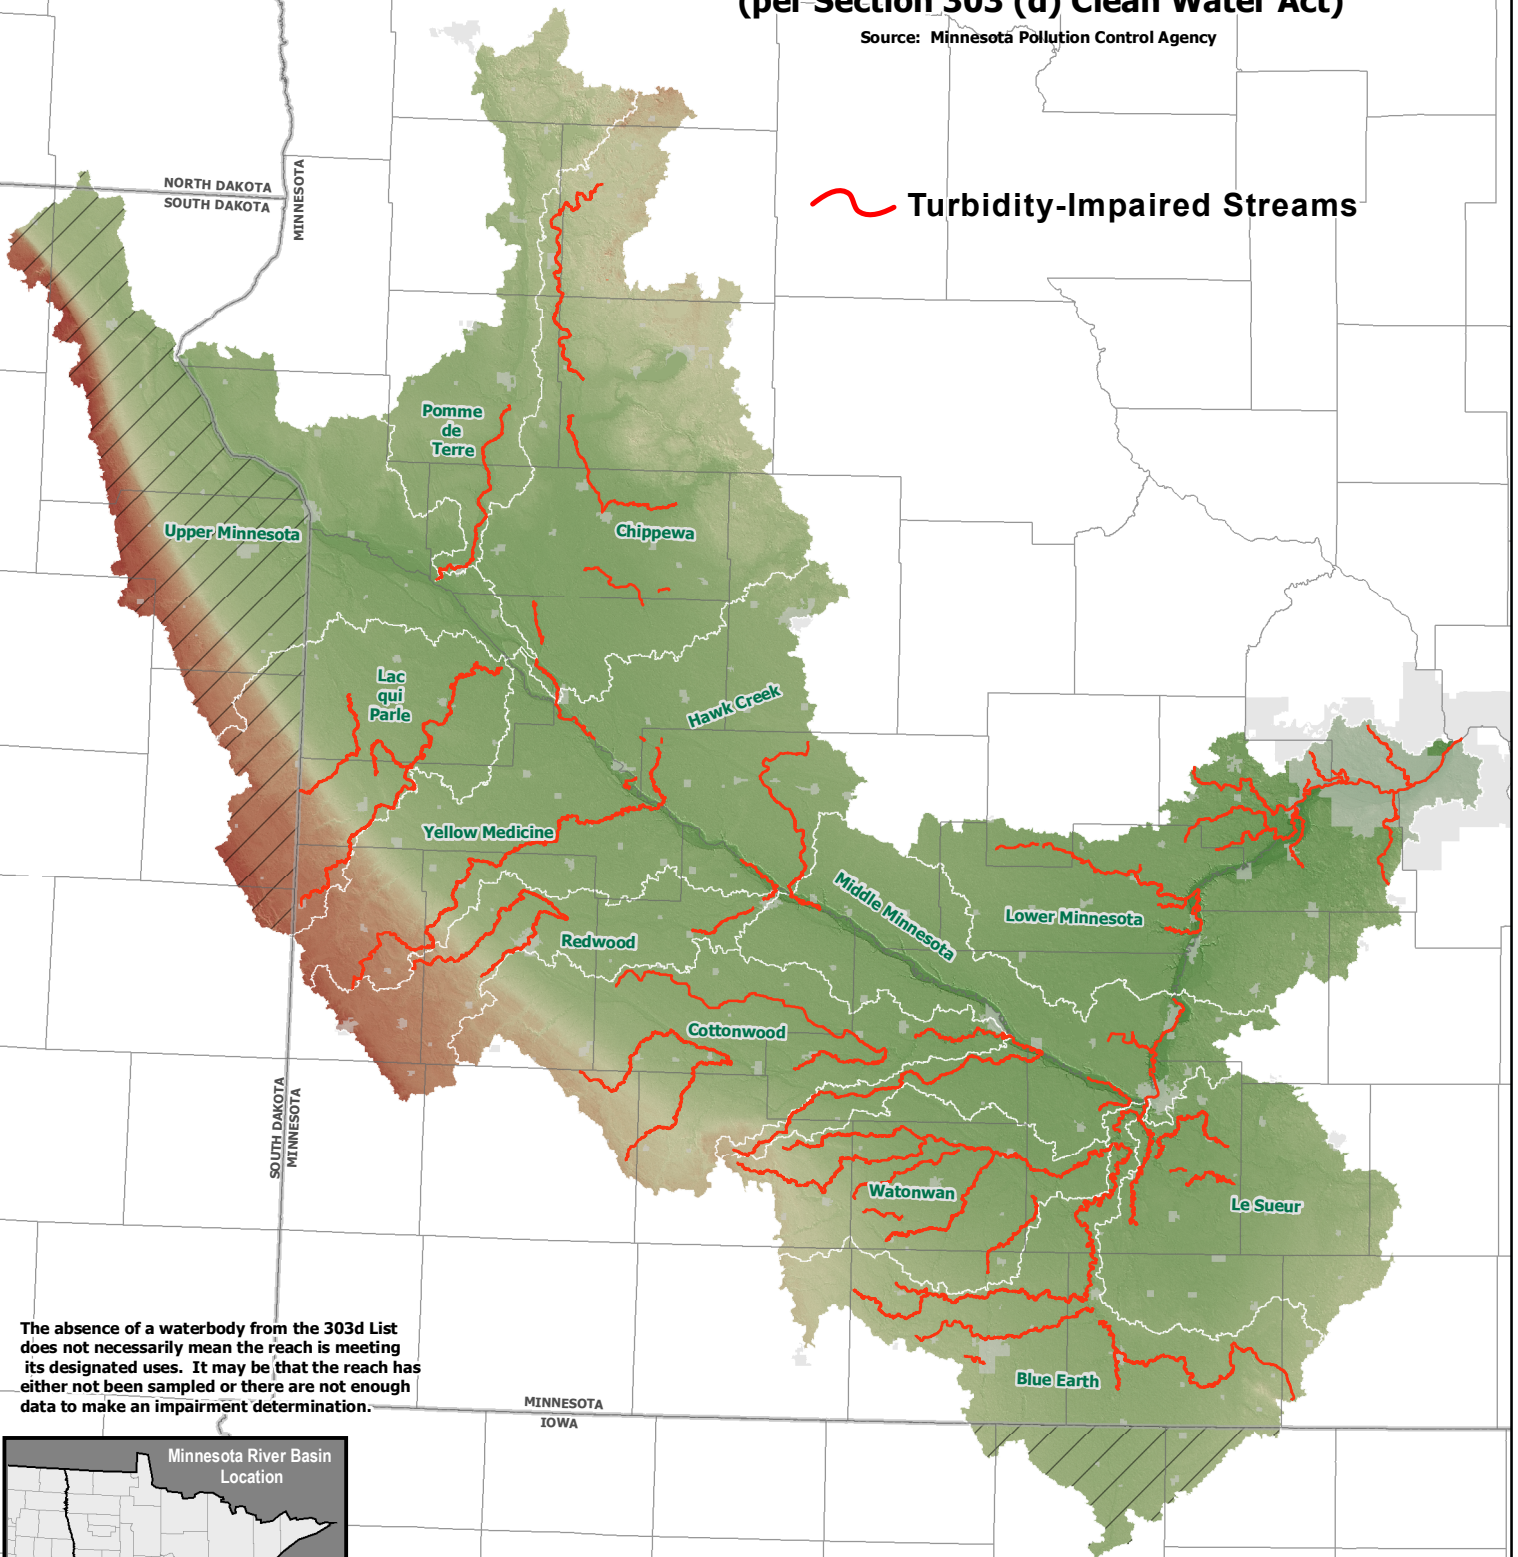 (per Section 303 (d) Clean Water Act)
Source: Minnesota Pollution Control Agency
NORTH DAKOTA
SOUTH DAKOTA
MINNESOTA
Turbidity-Impaired Streams
Pomme
de
Terre
Upper Minnesota
Chippewa
Lac
qui
Parle
Hawk Creek
Yellow Medicine
Middle Minnesota
Lower Minnesota
Redwood
Cottonwood
SOUTH DAKOTA
MINNESOTA
Watonwan
Le Sueur
The absence of a waterbody from the 303d List
does not necessarily mean the reach is meeting
its designated uses. It may be that the reach has
either not been sampled or there are not enough
data to make an impairment determination.
Blue Earth
MINNESOTA
IOWA
Minnesota River Basin
Location